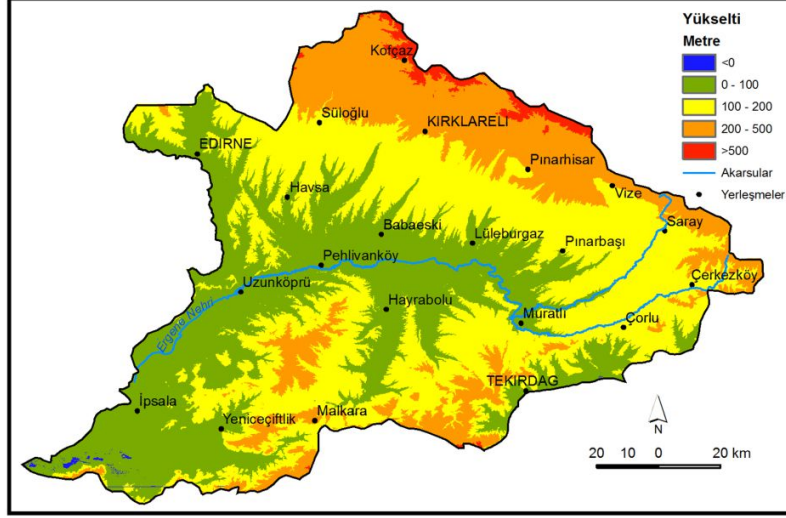 Yükselti
Metre
<0
0 - 100
100 - 200
200 - 500
>500
Akarsular
Yerleşmeler
Kofçaz
Süloğlu
KIRKLARELİ
EDİRNE
Pınarhisar
Vize
Havsa
Babaeski
Lüleburgaz
Pınarbaşı
Saray
Pehlivanköy
Çerkezköy
Uzunköprü
Ergene Nehri
Hayrabolu
Muratlı
Çorlu
TEKİRDAG
İpsala
Yeniceçiftlik
Malkara
N
20 10 0 20 km